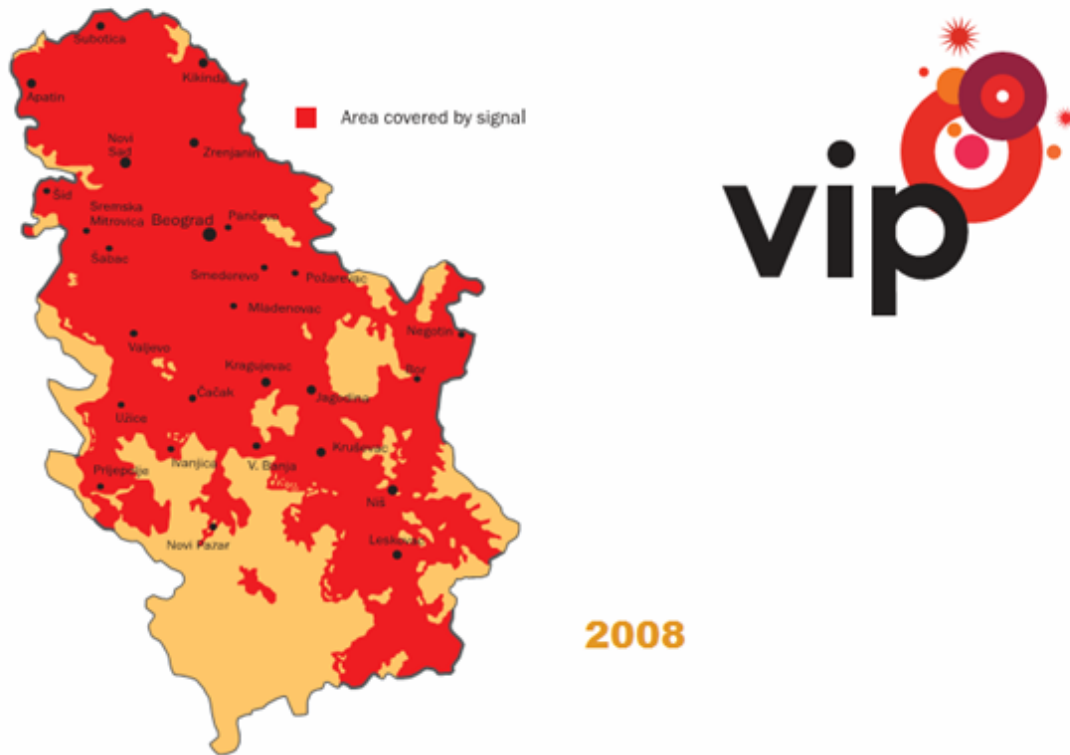 Subotica
Kikinda
Apatin
Area covered by signal
Novi
Sad
Zrenjanin
Šid
Sremska
Mitrovica
Beograd
Pančevo
Šabac
Smederevo
Požarevac
Mladenovac
Negotin
Valjevo
Kragujevac
Bor
Čačak
Jagodina
Užice
Ivanjica
V. Banja
Kruševac
Prijepolje
Niš
Novi Pazar
Leskovac
vip
2008